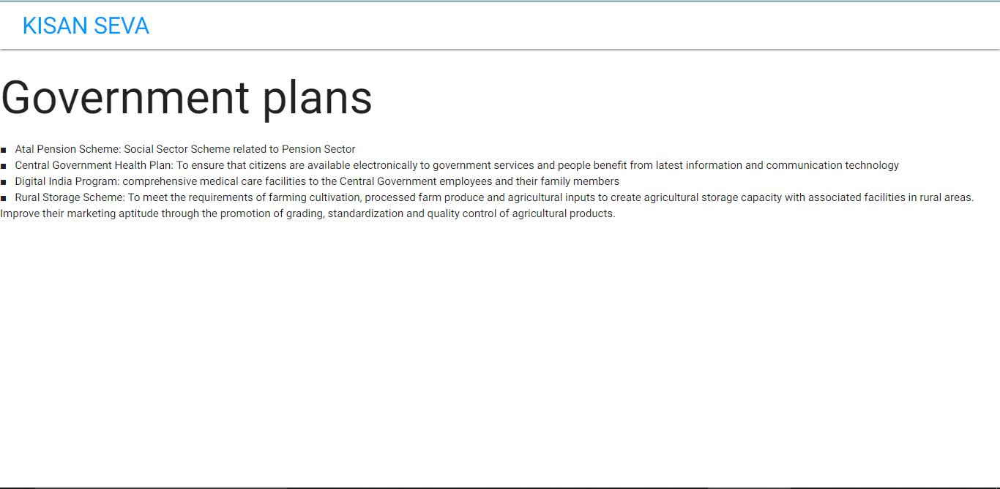 KISAN SEVA
Government plans
▪ Atal Pension Scheme: Social Sector Scheme related to Pension Sector
▪ Central Government Health Plan: To ensure that citizens are available electronically to government services and people benefit from latest information and communication technology
▪ Digital India Program: comprehensive medical care facilities to the Central Government employees and their family members
▪ Rural Storage Scheme: To meet the requirements of farming cultivation, processed farm produce and agricultural inputs to create agricultural storage capacity with associated facilities in rural areas.
Improve their marketing aptitude through the promotion of grading, standardization and quality control of agricultural products.